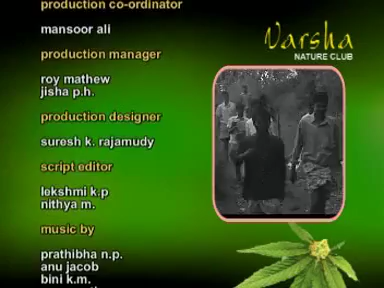 production co-ordinator
mansoor ali
production manager
roy mathew
jisha p.h.
production designer
suresh k. rajamudy
script editor
lekshmi k.p
nithya m.
music by
prathibha n.p.
anu jacob
bini k.m.
Varsha
NATURE CLUB